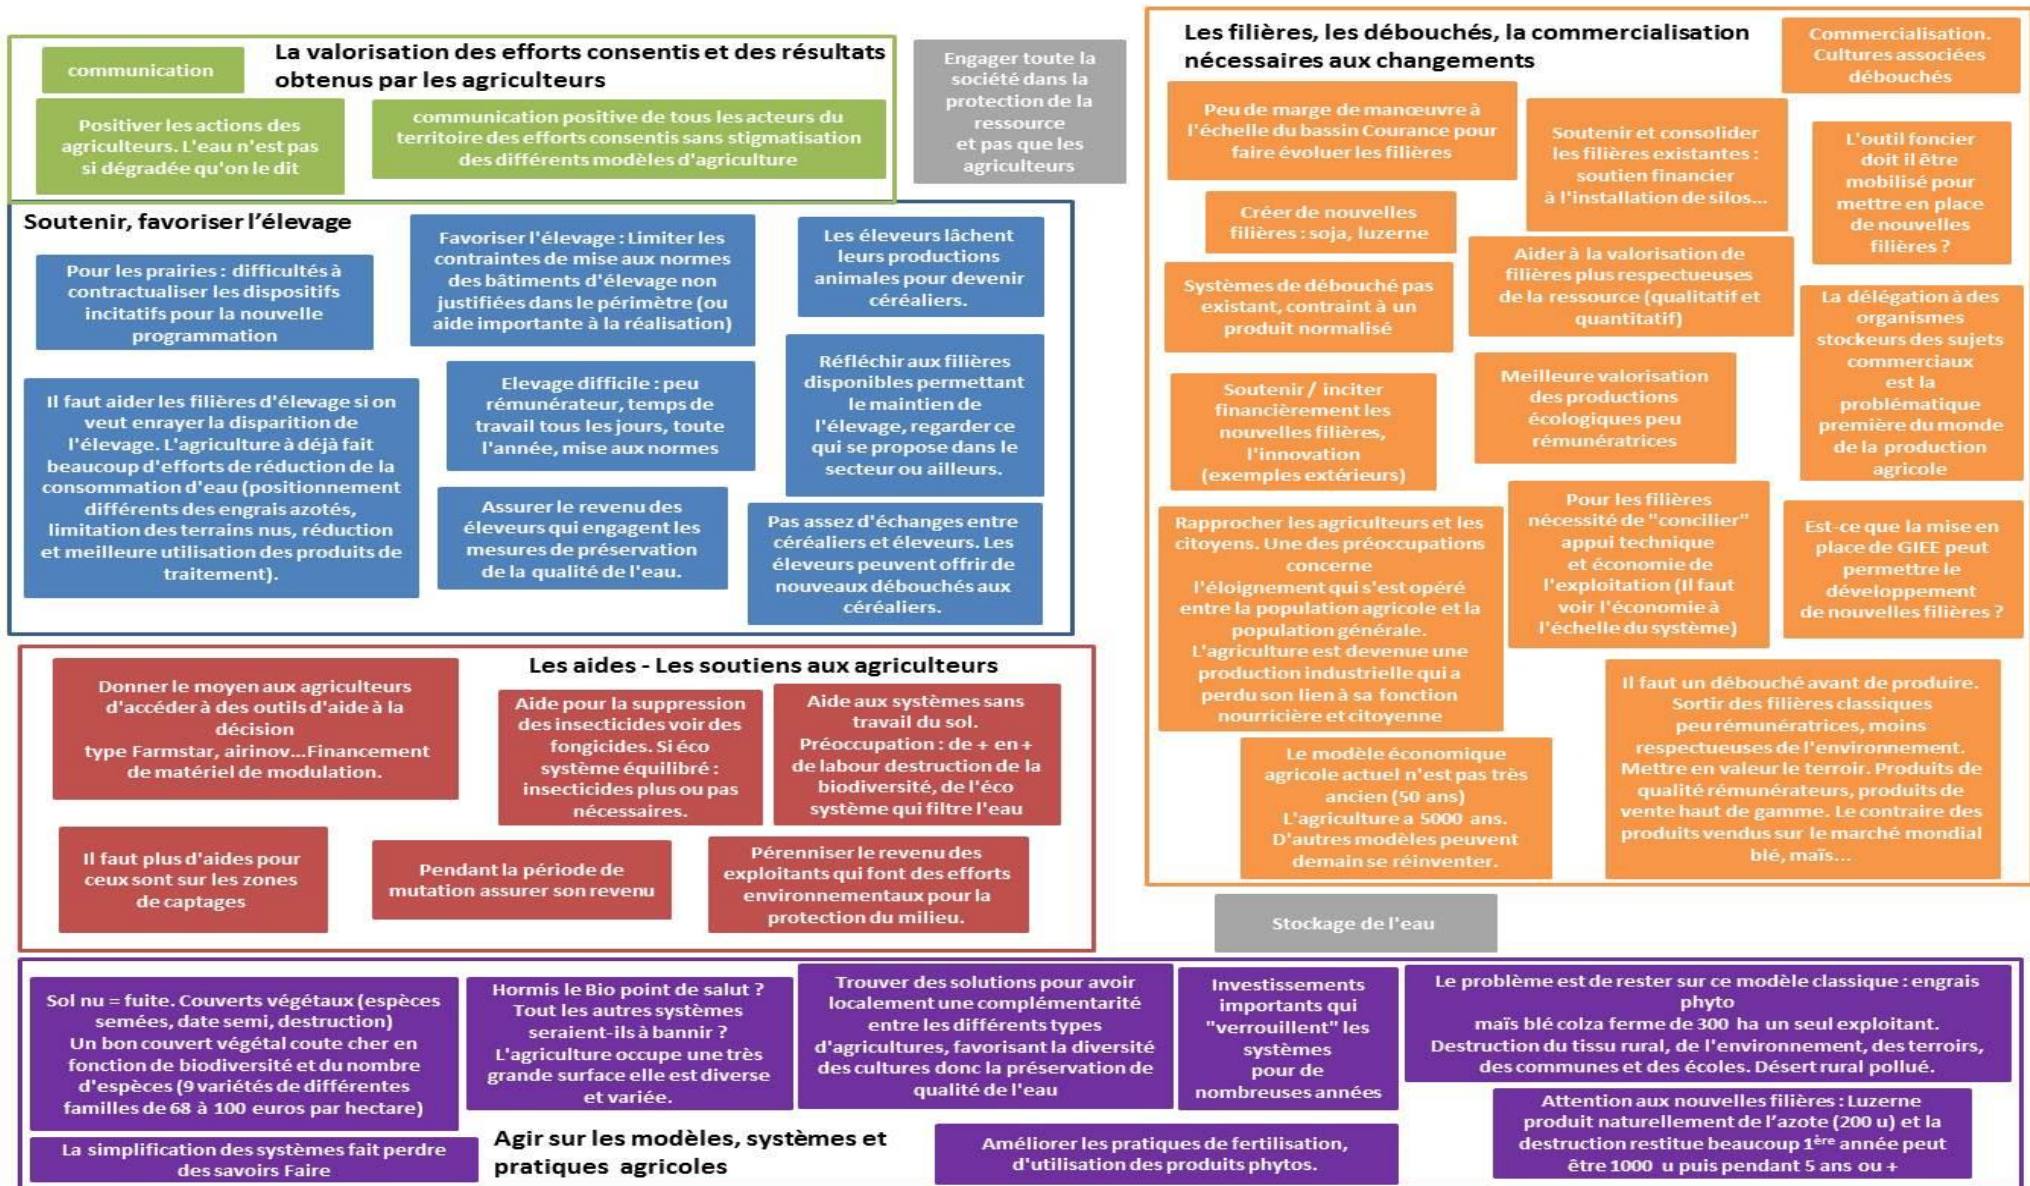 La valorisation des efforts consentis et des résultats
obtenus par les agriculteurs
communication
Positiver les actions des
agriculteurs. L'eau n'est pas
si dégradée qu'on le dit
communication positive de tous les acteurs du
territoire des efforts consentis sans stigmatisation
des différents modèles d'agriculture
Engager toute la
société dans la
protection de la
ressource
et pas que les
agriculteurs
Soutenir, favoriser l'élevage
Pour les prairies : difficultés à
contractualiser les dispositifs
incitatifs pour la nouvelle
programmation
Favoriser l'élevage : Limiter les
contraintes de mise aux normes
des bâtiments d'élevage non
justifiées dans le périmètre (ou
aide importante à la réalisation)
Les éleveurs lâchent
leurs productions
animales pour devenir
céréaliers.
Il faut aider les filières d'élevage si on
veut enrayer la disparition de
l'élevage. L'agriculture à déjà fait
beaucoup d'efforts de réduction de la
consommation d'eau (positionnement
différents des engrais azotés,
limitation des terrains nus, réduction
et meilleure utilisation des produits de
traitement).
Elevage difficile : peu
rémunérateur, temps de
travail tous les jours, toute
l'année, mise aux normes
Réfléchir aux filières
disponibles permettant
le maintien de
l'élevage, regarder ce
qui se propose dans le
secteur ou ailleurs.
Assurer le revenu des
éleveurs qui engagent les
mesures de préservation
de la qualité de l'eau.
Pas assez d'échanges entre
céréaliers et éleveurs. Les
éleveurs peuvent offrir de
nouveaux débouchés aux
céréaliers.
Les aides - Les soutiens aux agriculteurs
Donner le moyen aux agriculteurs
d'accéder à des outils d'aide à la
décision
type Farmstar, airinov...Financement
de matériel de modulation.
Aide pour la suppression
des insecticides voir des
fongicides. Si éco
système équilibré :
insecticides plus ou pas
nécessaires.
Aide aux systèmes sans
travail du sol.
Préoccupation : de + en +
de labour destruction de la
biodiversité, de l'éco
système qui filtre l'eau
Il faut plus d'aides pour
ceux sont sur les zones
de captages
Pendant la période de
mutation assurer son revenu
Pérenniser le revenu des
exploitants qui font des efforts
environnementaux pour la
protection du milieu.
Les filières, les débouchés, la commercialisation
nécessaires aux changements
Commercialisation.
Cultures associées
débouchés
Peu de marge de manœuvre à
l'échelle du bassin Courance pour
faire évoluer les filières
Soutenir et consolider
les filières existantes :
soutien financier
à l'installation de silos...
L'outil foncier
doit il être
mobilisé pour
mettre en place
de nouvelles
filières ?
Créer de nouvelles
filières : soja, luzerne
Aider à la valorisation de
filières plus respectueuses
de la ressource (qualitatif et
quantitatif)
Systèmes de débouché pas
existant, contraint à un
produit normalisé
La délégation à des
organismes
stockeurs des sujets
commerciaux
est la
problématique
première du monde
de la production
agricole
Soutenir / inciter
financièrement les
nouvelles filières,
l'innovation
(exemples extérieurs)
Meilleure valorisation
des productions
écologiques peu
rémunératrices
Rapprocher les agriculteurs et les
citoyens. Une des préoccupations
concerne
l'éloignement qui s'est opéré
entre la population agricole et la
population générale.
L'agriculture est devenue une
production industrielle qui a
perdu son lien à sa fonction
nourricière et citoyenne
Pour les filières
nécessité de "concilier"
appui technique
et économie de
l'exploitation (Il faut
voir l'économie à
l'échelle du système)
Est-ce que la mise en
place de GIEE peut
permettre le
développement
de nouvelles filières ?
Le modèle économique
agricole actuel n'est pas très
ancien (50 ans)
L'agriculture a 5000 ans.
D'autres modèles peuvent
demain se réinventer.
Il faut un débouché avant de produire.
Sortir des filières classiques
peu rémunératrices, moins
respectueuses de l'environnement.
Mettre en valeur le terroir. Produits de
qualité rémunérateurs, produits de
vente haut de gamme. Le contraire des
produits vendus sur le marché mondial
blé, maïs...
Stockage de l'eau
Sol nu = fuite. Couverts végétaux (espèces
semées, date semi, destruction)
Un bon couvert végétal coute cher en
fonction de biodiversité et du nombre
d'espèces (9 variétés de différentes
familles de 68 à 100 euros par hectare)
Hormis le Bio point de salut ?
Tout les autres systèmes
seraient-ils à bannir ?
L'agriculture occupe une très
grande surface elle est diverse
et variée.
Trouver des solutions pour avoir
localement une complémentarité
entre les différents types
d'agricultures, favorisant la diversité
des cultures donc la préservation de
qualité de l'eau
Investissements
importants qui
"verrouillent" les
systèmes
pour de
nombreuses années
Le problème est de rester sur ce modèle classique : engrais
phyto
maïs blé colza ferme de 300 ha un seul exploitant.
Destruction du tissu rural, de l'environnement, des terroirs,
des communes et des écoles. Désert rural pollué.
La simplification des systèmes fait perdre
des savoirs Faire
Agir sur les modèles, systèmes et
pratiques agricoles
Améliorer les pratiques de fertilisation,
d'utilisation des produits phytos.
Attention aux nouvelles filières : Luzerne
produit naturellement de l'azote (200 u) et la
destruction restitue beaucoup 1ère année peut
être 1000 u puis pendant 5 ans ou +